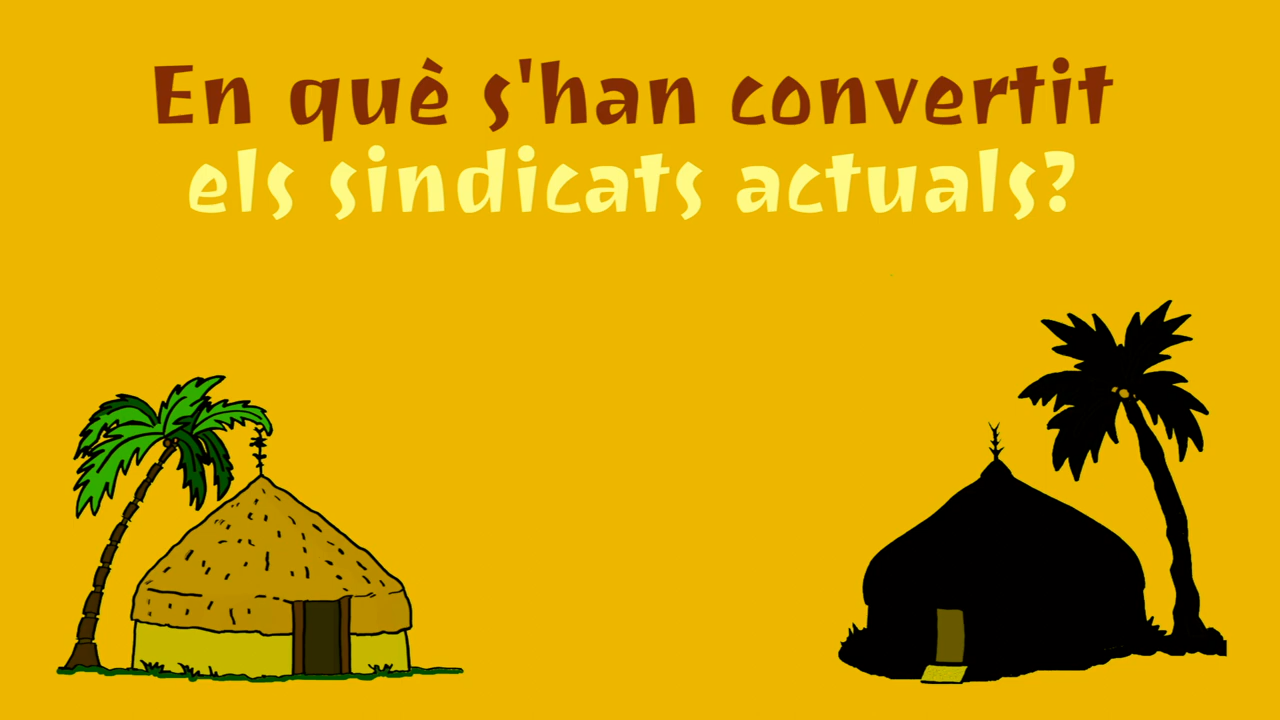 En què s'han convertit
els sindicats actuals?